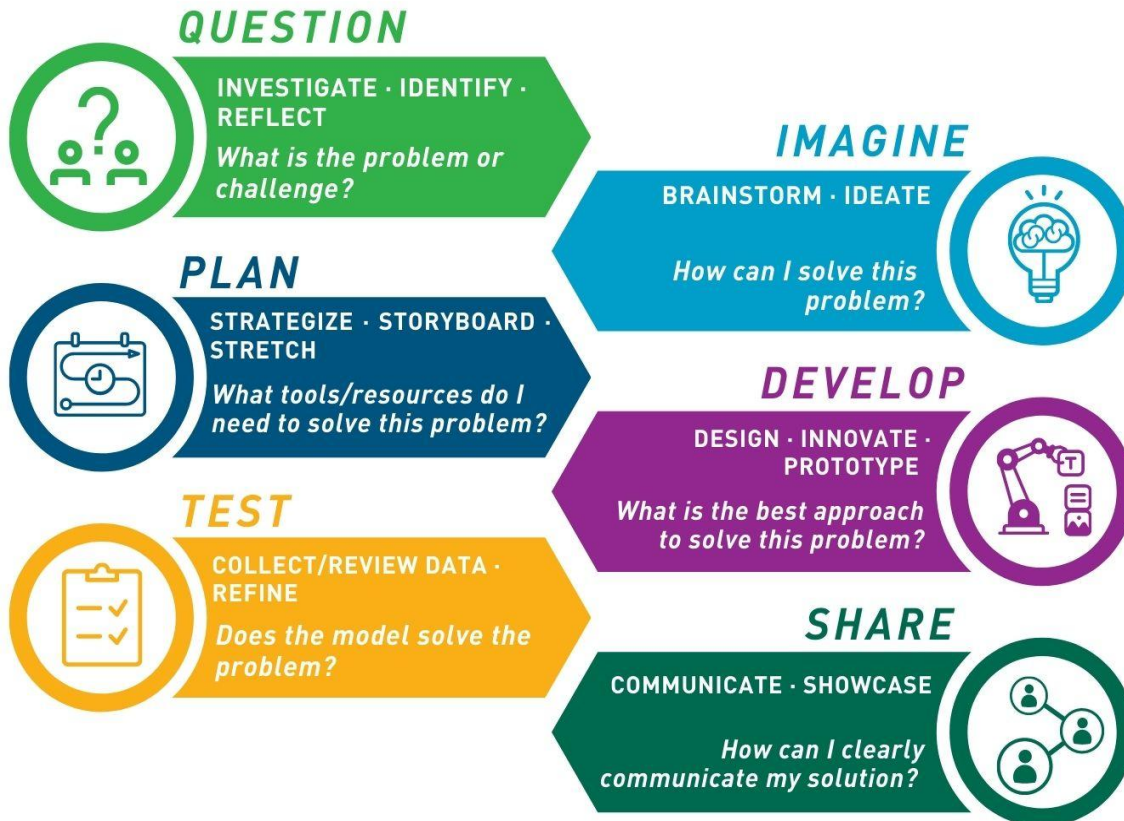 QUESTION
INVESTIGATE · IDENTIFY ·
REFLECT
What is the problem or
challenge?
IMAGINE
BRAINSTORM · IDEATE
How can I solve this
problem?
PLAN
STRATEGIZE · STORYBOARD ·
STRETCH
What tools/resources do I
need to solve this problem?
DEVELOP
DESIGN · INNOVATE ·
PROTOTYPE
What is the best approach
to solve this problem?
T
TEST
COLLECT/REVIEW DATA ·
REFINE
Does the model solve the
problem?
SHARE
COMMUNICATE · SHOWCASE
How can I clearly
communicate my solution?